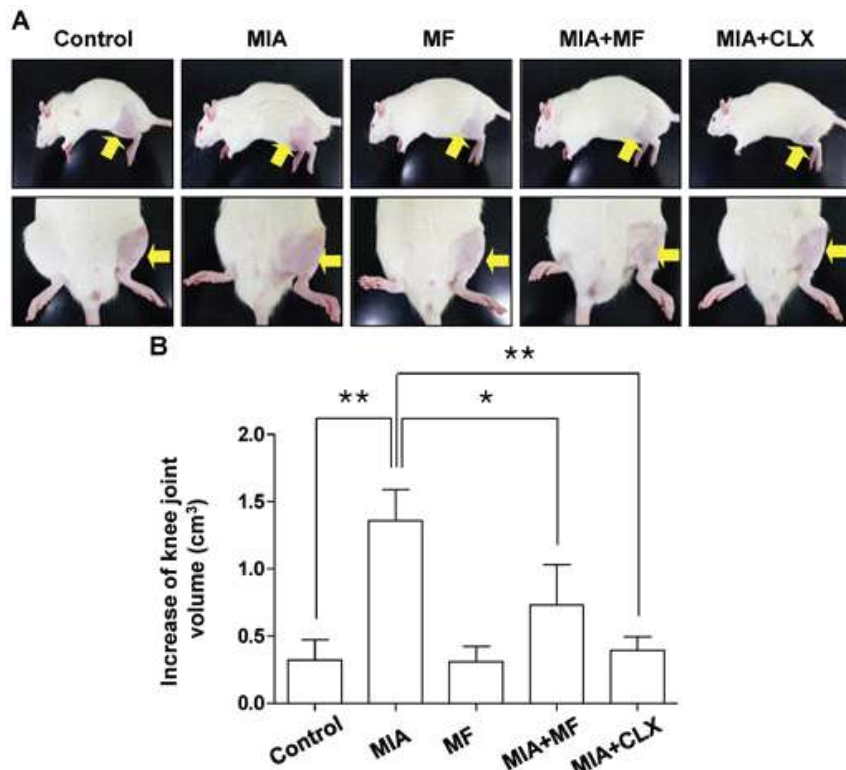 A
Control MIA MF MIA+MF MIA+CLX
B
**
** *
Increase of knee joint
volume (cm³)
2.0
1.5
1.0
0.5
0.0
Control MIA MF MIA+MF MIA+CLX